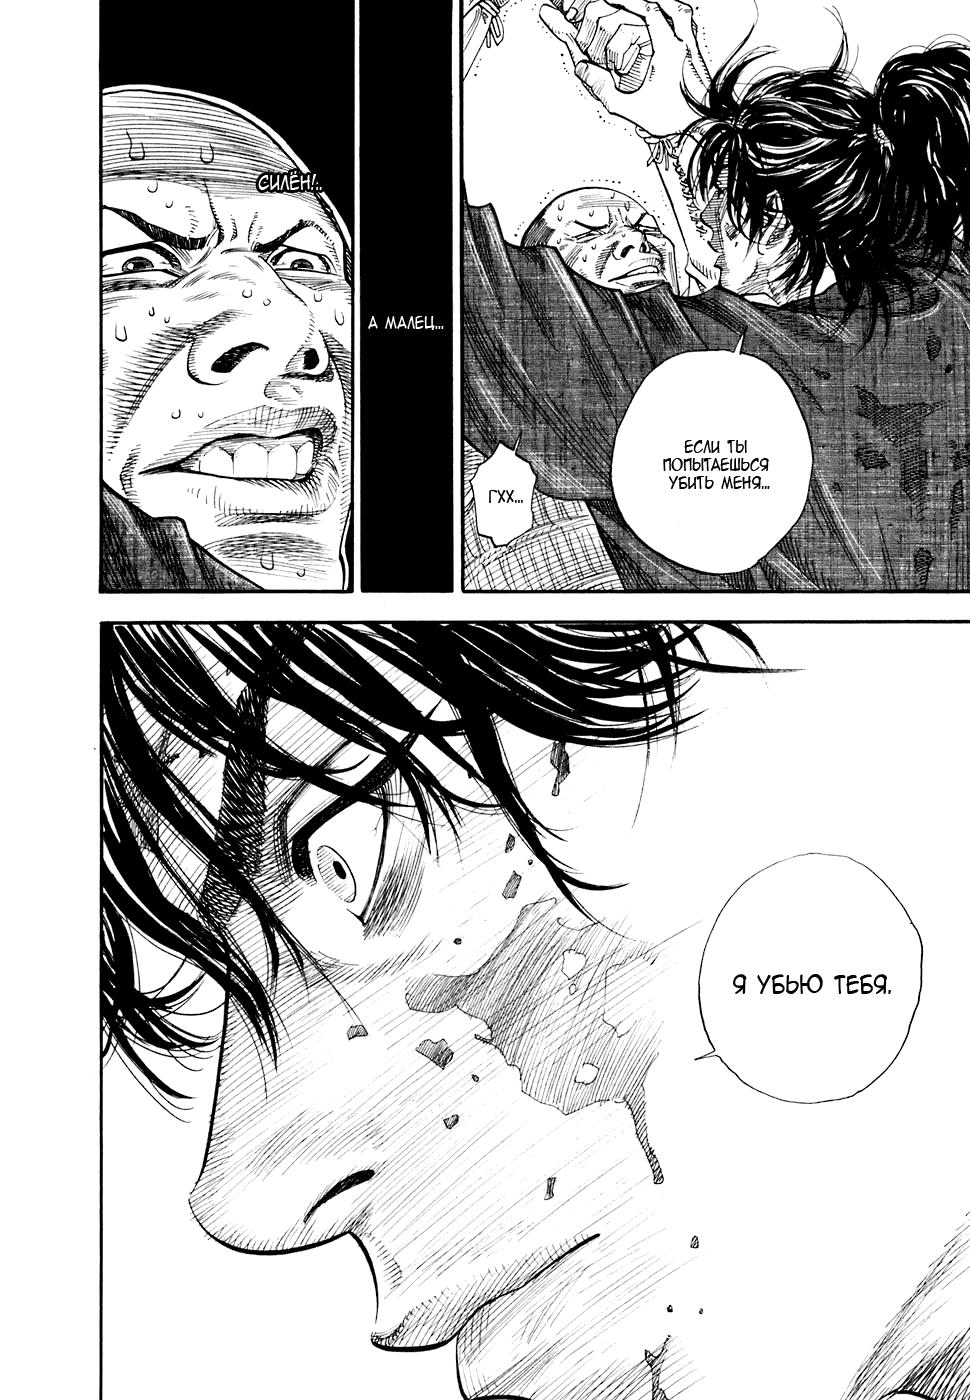 ЕСЛИ ТЫ
ПОПЫТАЕШЬСЯ
УБИТЬ МЕНЯ...
ГХХ...
А МАЛЕЦ...
СИЛЁН!..
Я УБЬЮ ТЕБЯ.